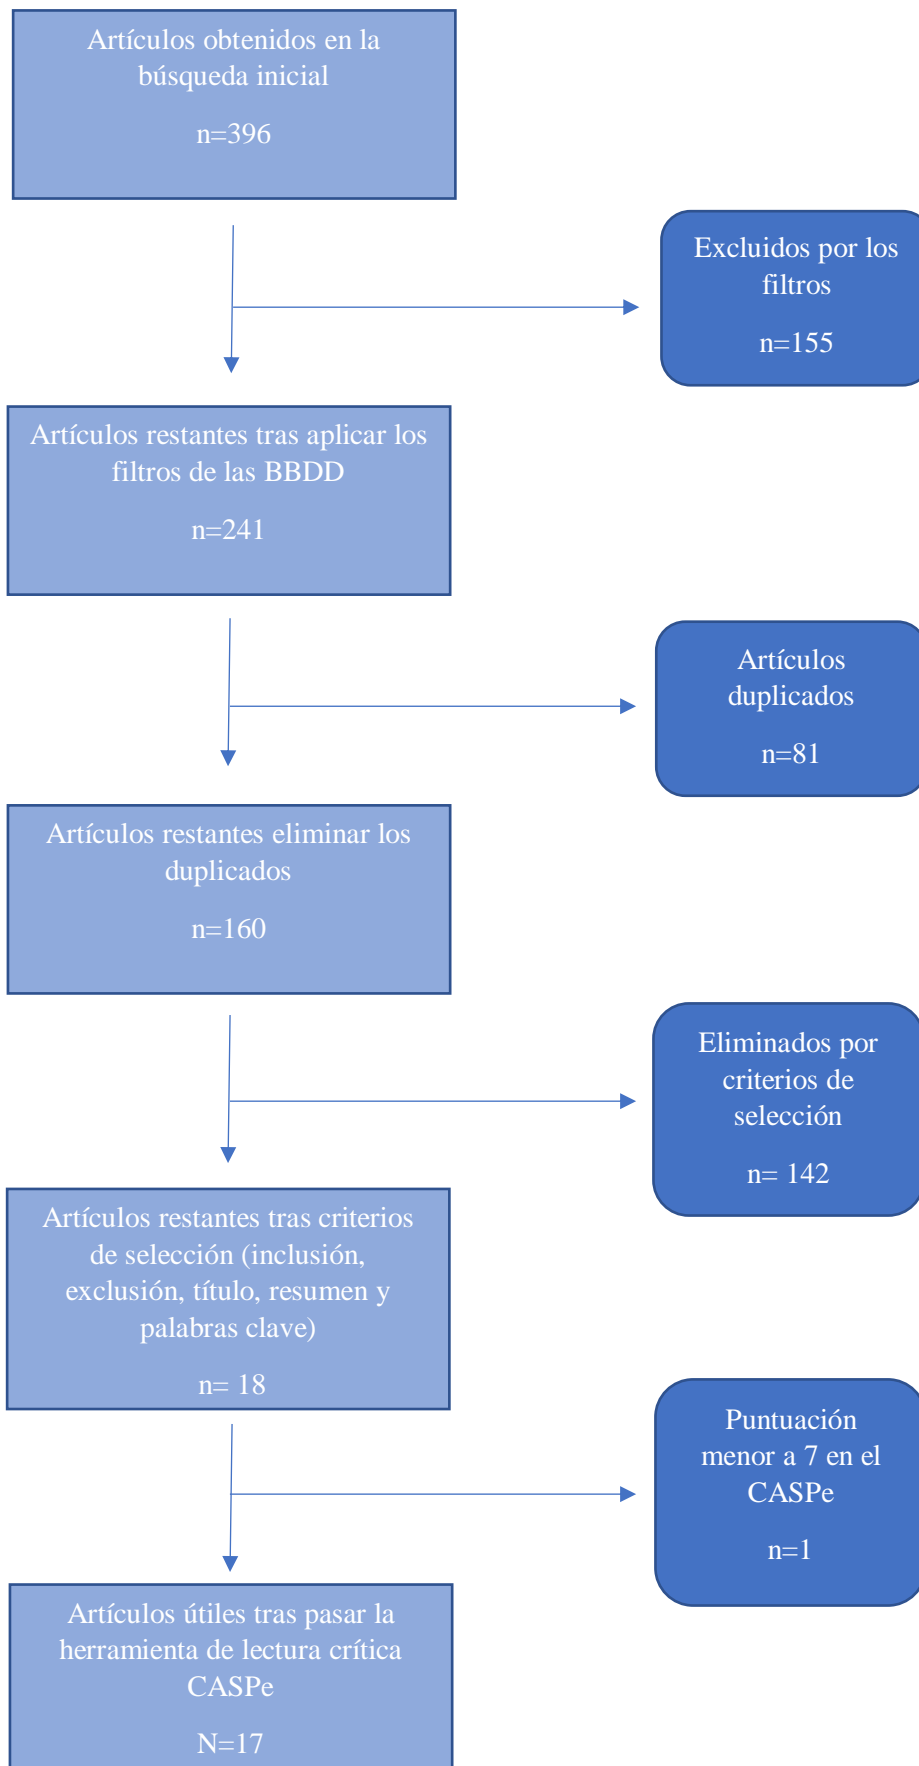 Artículos obtenidos en la
búsqueda inicial
n=396
Excluidos por los
filtros
n=155
Artículos restantes tras aplicar los
filtros de las BBDD
n=241
Artículos
duplicados
n=81
Artículos restantes eliminar los
duplicados
n=160
Eliminados por
criterios de
selección
n= 142
Artículos restantes tras criterios
de selección (inclusión,
exclusión, título, resumen y
palabras clave)
n= 18
Puntuación
menor a 7 en el
CASPe
n=1
Artículos útiles tras pasar la
herramienta de lectura crítica
CASPe
N=17